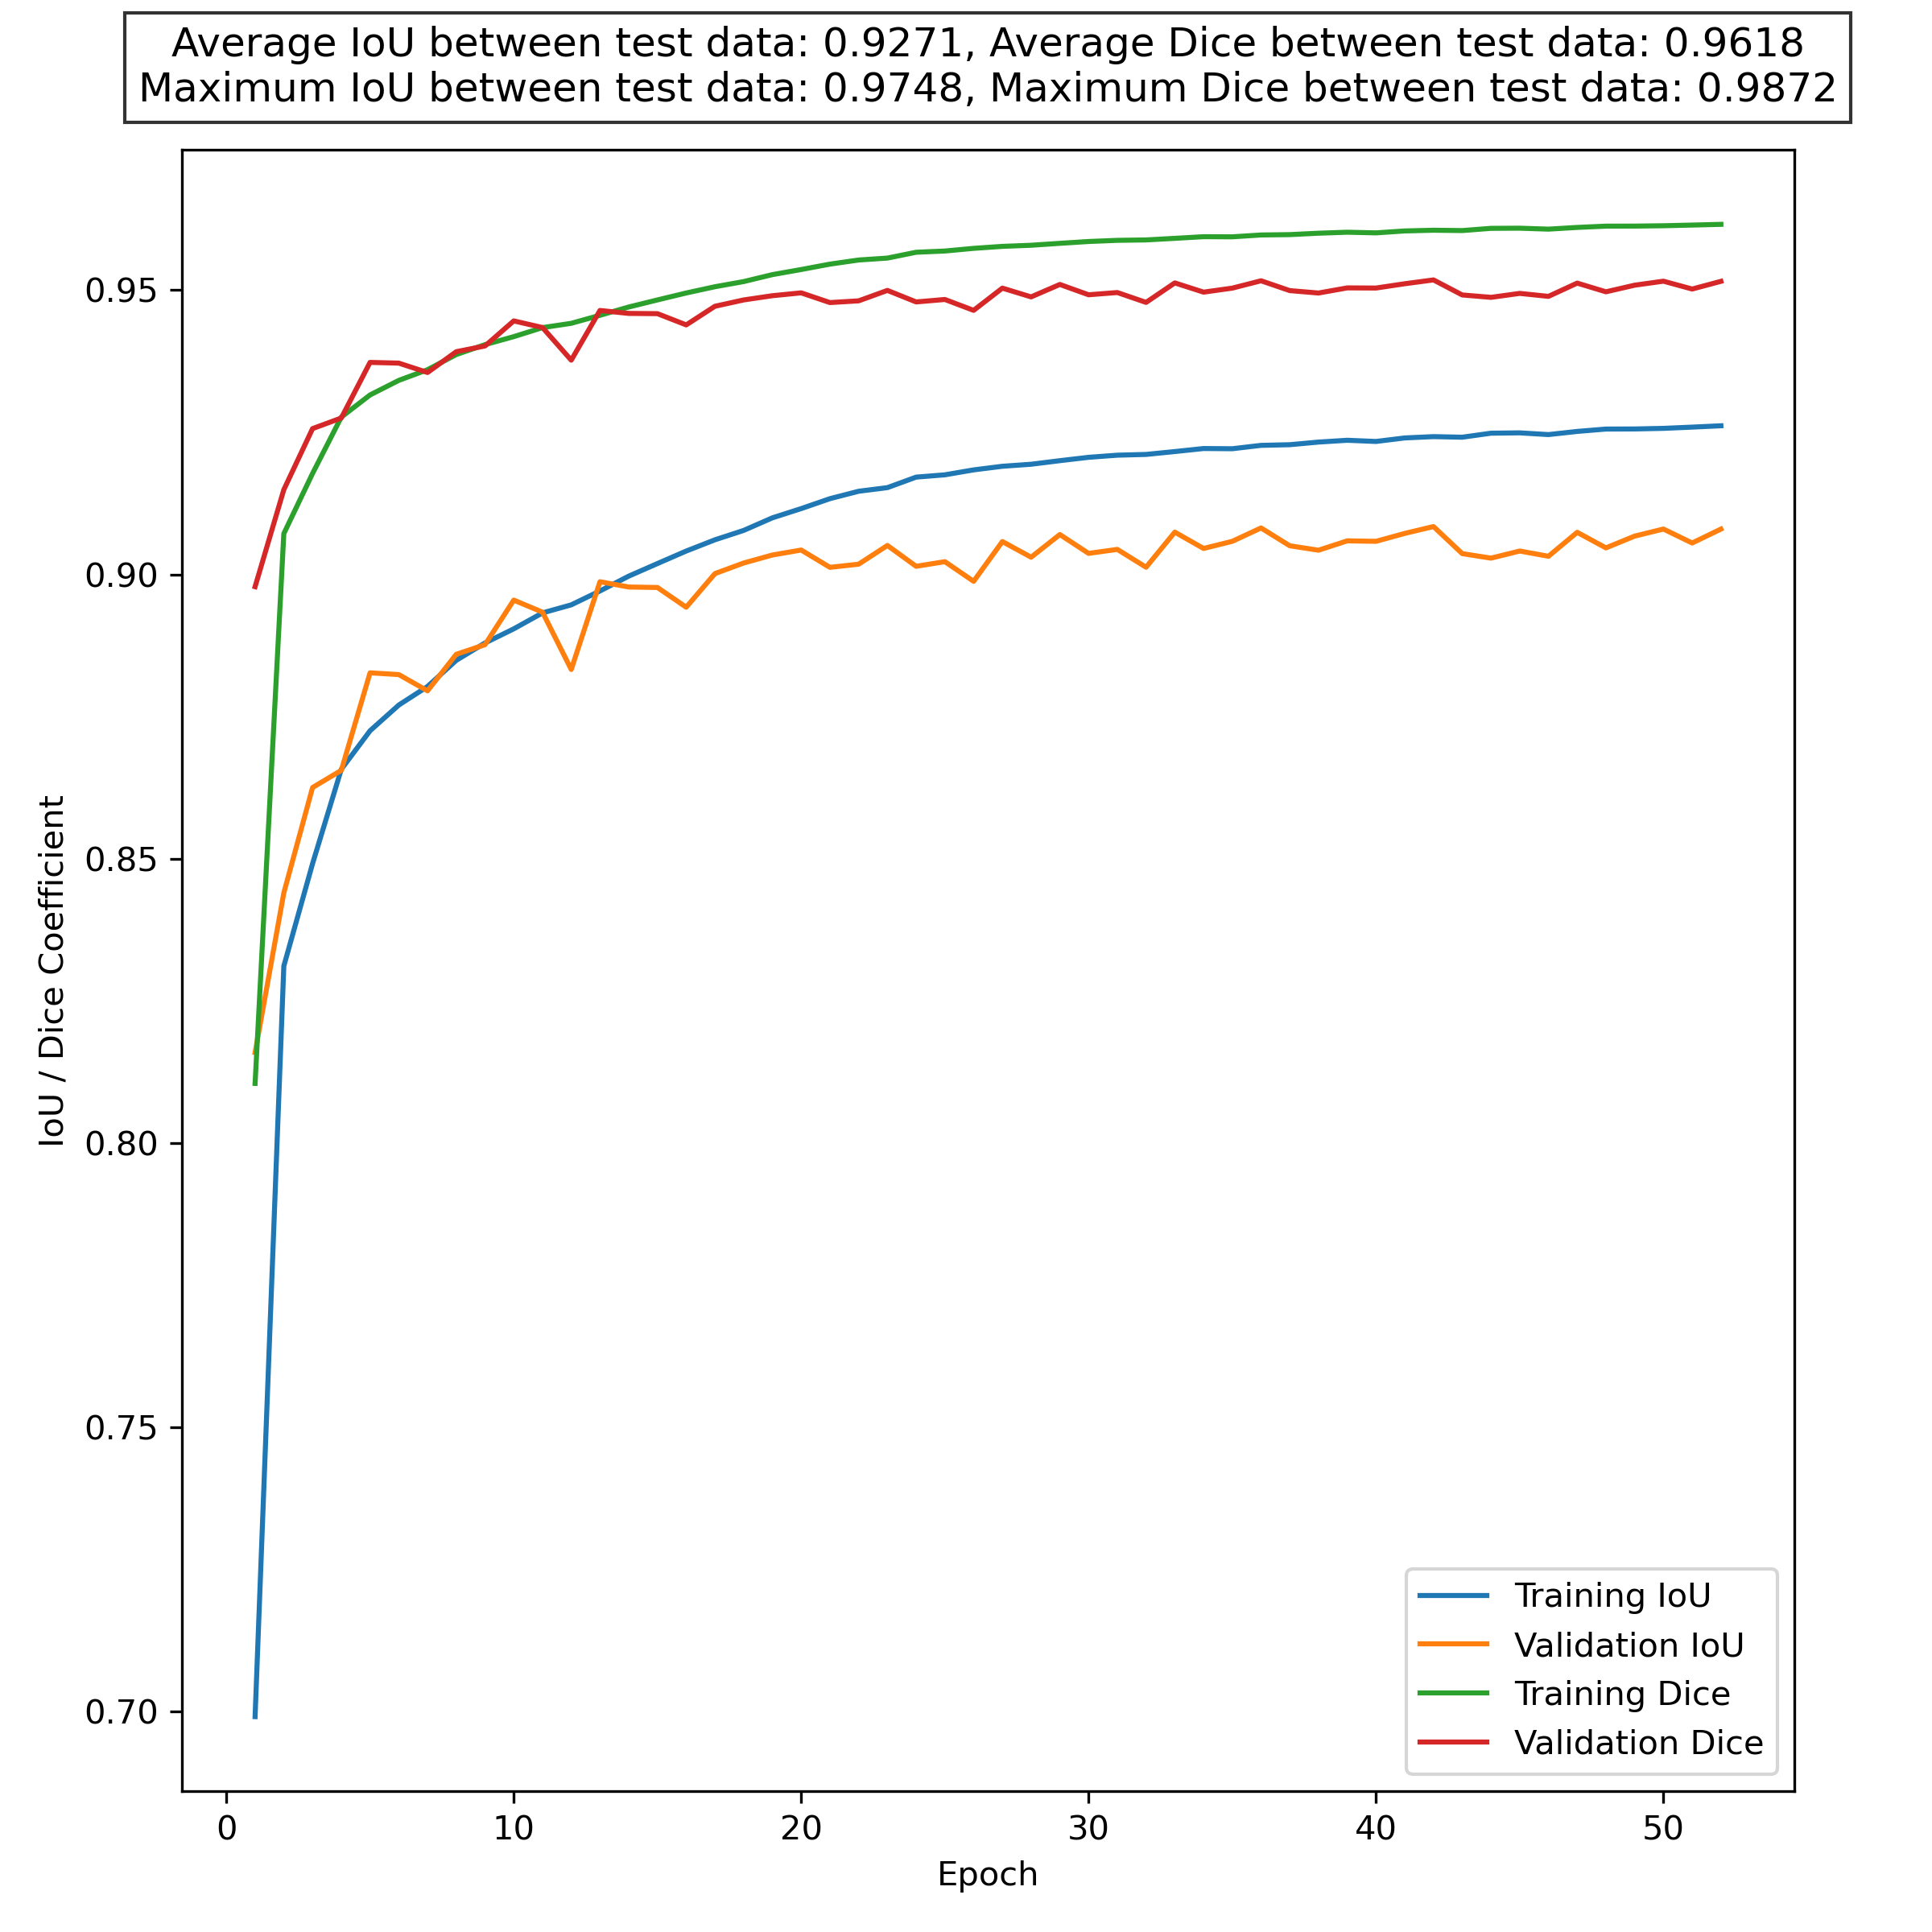 Average IoU between test data: 0.9271, Average Dice between test data: 0.9618
Maximum IoU between test data: 0.9748, Maximum Dice between test data: 0.9872
IoU / Dice Coefficient
0.95
0.90
0.85
0.80
0.75
0.70
Training IoU
Validation IoU
Training Dice
Validation Dice
0 10 20 30 40 50
Epoch